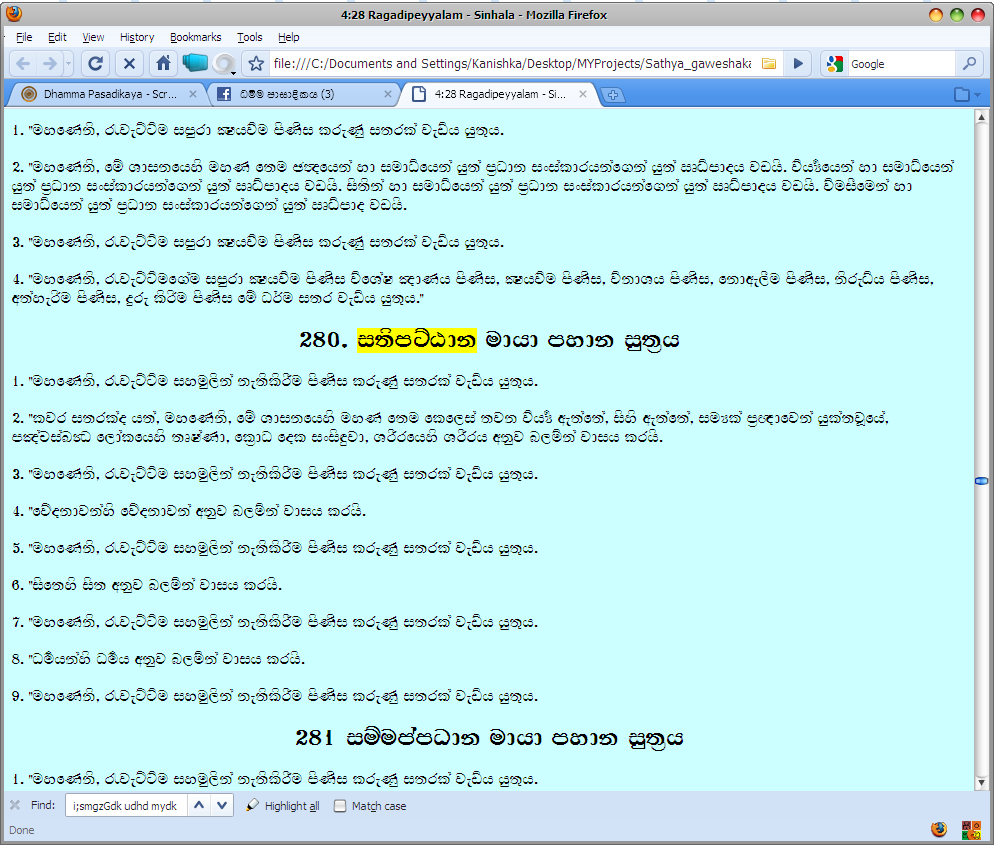 4:28 Ragadipeyyalam - Sinhala - Mozilla Firefox
File Edit View History Bookmarks Tools Help
file:///C:/Documents and Settings/Kanishka/Desktop/MYProjects/Sathya_gaweshaka Google
Dhamma Pasadikaya - Scr... ධම්ම පාසාදිකය (3) 4:28 Ragadipeyyalam - Si...
1. "මහණෙනි, රැවැට්ටීම සපුරා ක්‍ෂයවීම පිණිස කරුණු සතරක් වැඩිය යුතුය.
2. "මහණෙනි, මේ ශාසනයෙහි මහණ තෙම ඡන්‍දයෙන් හා සමාධියෙන් යුත් ප්‍රධාන සංස්කාරයන්ගෙන් යුත් සෘධිපාදය වඩයි. වීර්‍ය්‍යයෙන් හා සමාධියෙන්
යුත් ප්‍රධාන සංස්කාරයන්ගෙන් යුත් සෘධිපාදය වඩයි. සිතින් හා සමාධියෙන් යුත් ප්‍රධාන සංස්කාරයන්ගෙන් යුත් සෘධිපාදය වඩයි. විමසීමෙන් හා
සමාධියෙන් යුත් ප්‍රධාන සංස්කාරයන්ගෙන් යුත් සෘධිපාද වඩයි.
3. "මහණෙනි, රැවැට්ටීම සපුරා ක්‍ෂයවීම පිණිස කරුණු සතරක් වැඩිය යුතුය.
4. "මහණෙනි, රැවැට්ටීමගේම සපුරා ක්‍ෂයවීම පිණිස විශේෂ ඤාණය පිණිස, ක්‍ෂයවීම පිණිස, විනාශය පිණිස, නොඇලීම පිණිස, නිරුධිය පිණිස,
අත්හැරීම පිණිස, දුරු කිරීම පිණිස මේ ධර්ම සතර වැඩිය යුතුය."
280. සතිපට්ඨාන මායා පහාන සුත්‍රය
1. "මහණෙනි, රැවැට්ටීම සහමුලින් නැතිකිරීම පිණිස කරුණු සතරක් වැඩිය යුතුය.
2. "කවර සතරක්ද යත්, මහණෙනි, මේ ශාසනයෙහි මහණ තෙම කෙලෙස් තවන වීර්‍ය්‍ය ඇත්තේ, සිහි ඇත්තේ, සම්‍යක් ප්‍රඥාවෙන් යුක්තවූයේ,
පඤ්චස්ඛන්‍ධ ලෝකයෙහි තෘෂ්ණා, ක්‍රොධ දෙක සංසිඳුවා, ශරීරයෙහි ශරීරය අනුව බලමින් වාසය කරයි.
3. "මහණෙනි, රැවැට්ටීම සහමුලින් නැතිකිරීම පිණිස කරුණු සතරක් වැඩිය යුතුය.
4. "වේදනාවන්හි වේදනාවන් අනුව බලමින් වාසය කරයි.
5. "මහණෙනි, රැවැට්ටීම සහමුලින් නැතිකිරීම පිණිස කරුණු සතරක් වැඩිය යුතුය.
6. "සිතෙහි සිත අනුව බලමින් වාසය කරයි.
7. "මහණෙනි, රැවැට්ටීම සහමුලින් නැතිකිරීම පිණිස කරුණු සතරක් වැඩිය යුතුය.
8. "ධර්‍මයන්හි ධර්‍මය අනුව බලමින් වාසය කරයි.
9. "මහණෙනි, රැවැට්ටීම සහමුලින් නැතිකිරීම පිණිස කරුණු සතරක් වැඩිය යුතුය.
281 සම්මප්පධාන මායා පහාන සුත්‍රය
1. "මහණෙනි, රැවැට්ටීම සහමුලින් නැතිකිරීම පිණිස කරුණු සතරක් වැඩිය යුතුය.
Find: i;smgzGdk udhd mydk Highlight all Match case
Done